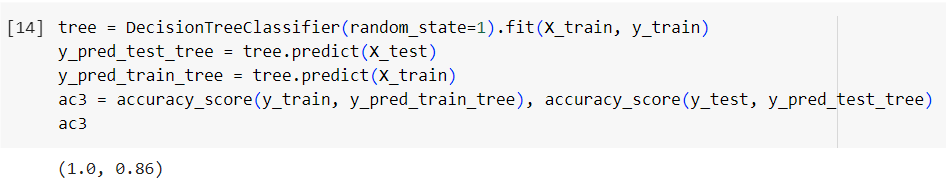 [14] tree = DecisionTreeClassifier(random_state=1).fit(X_train, y_train)
y_pred_test_tree = tree.predict(X_test)
y_pred_train_tree = tree.predict(X_train)
ac3 = accuracy_score(y_train, y_pred_train_tree), accuracy_score(y_test, y_pred_test_tree)
ac3
(1.0, 0.86)